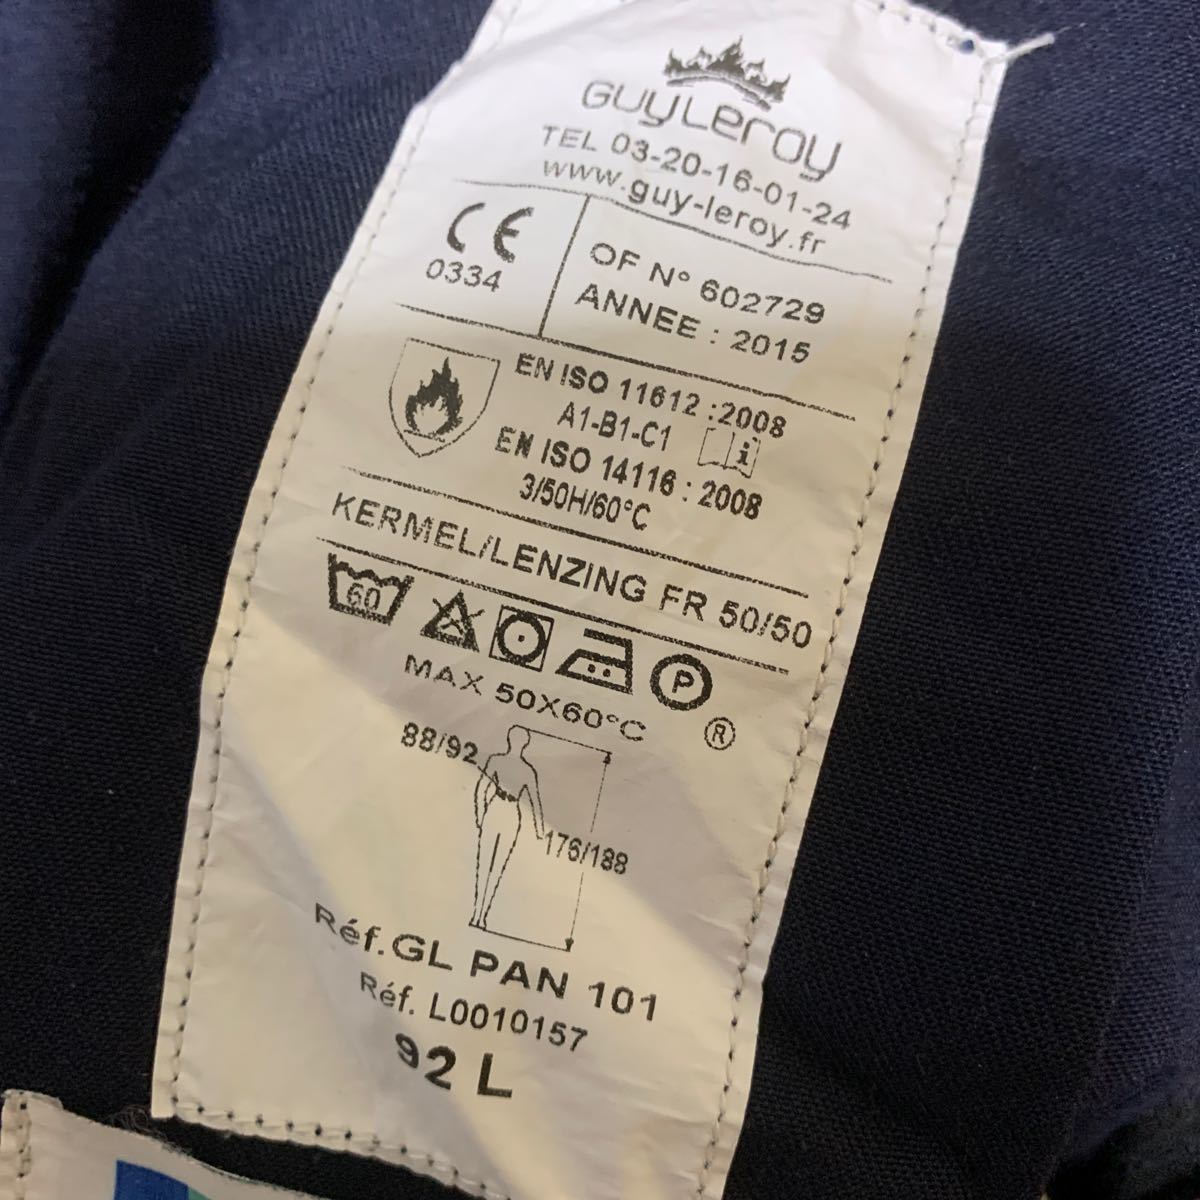 GUYLeroy
TEL 03-20-16-01-24
www.guy-leroy.fr
CE
0334
OF N° 602729
ANNEE : 2015
EN ISO 11612 :2008
A1-B1-C1
i
EN ISO 14116 : 2008
3/50H/60°C
KERMEL/LENZING FR 50/50
60
P
MAX 50X60°C
®
88/92
176/188
Réf.GL PAN 101
Réf. L0010157
92 L